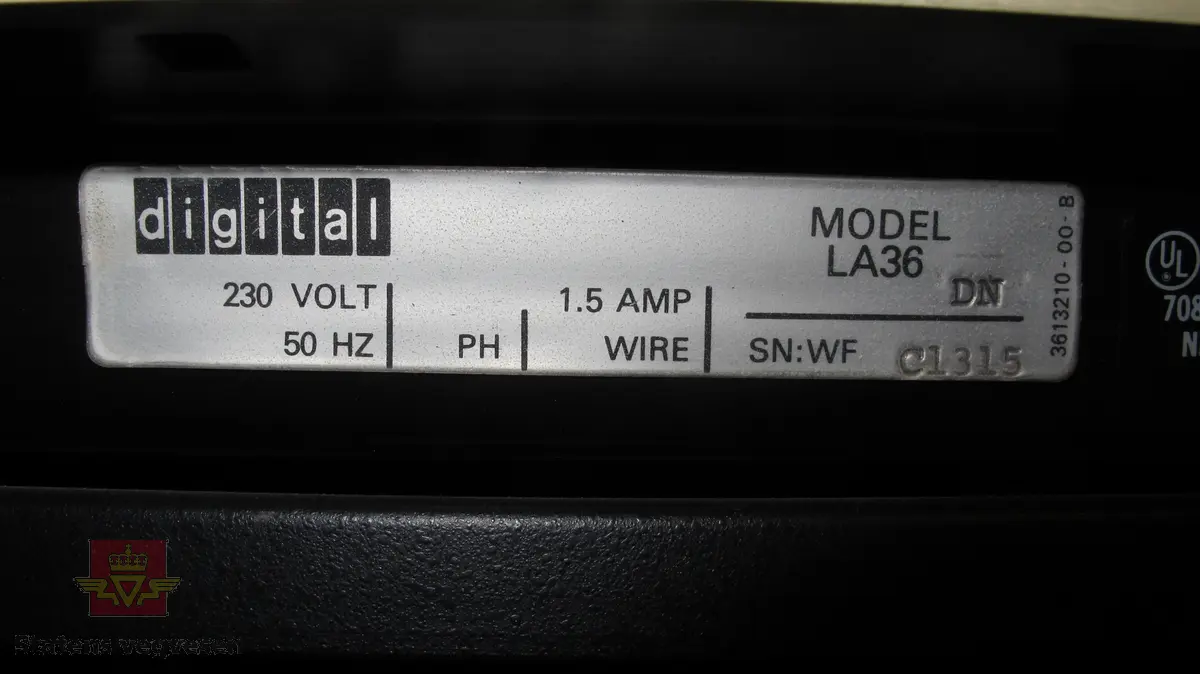 digital
MODEL
LA36 DN
230 VOLT
1.5 AMP
50 HZ
PH
WIRE
SN:WF C1315
3613210-00-B
UL
708
N
Statens vegvesen